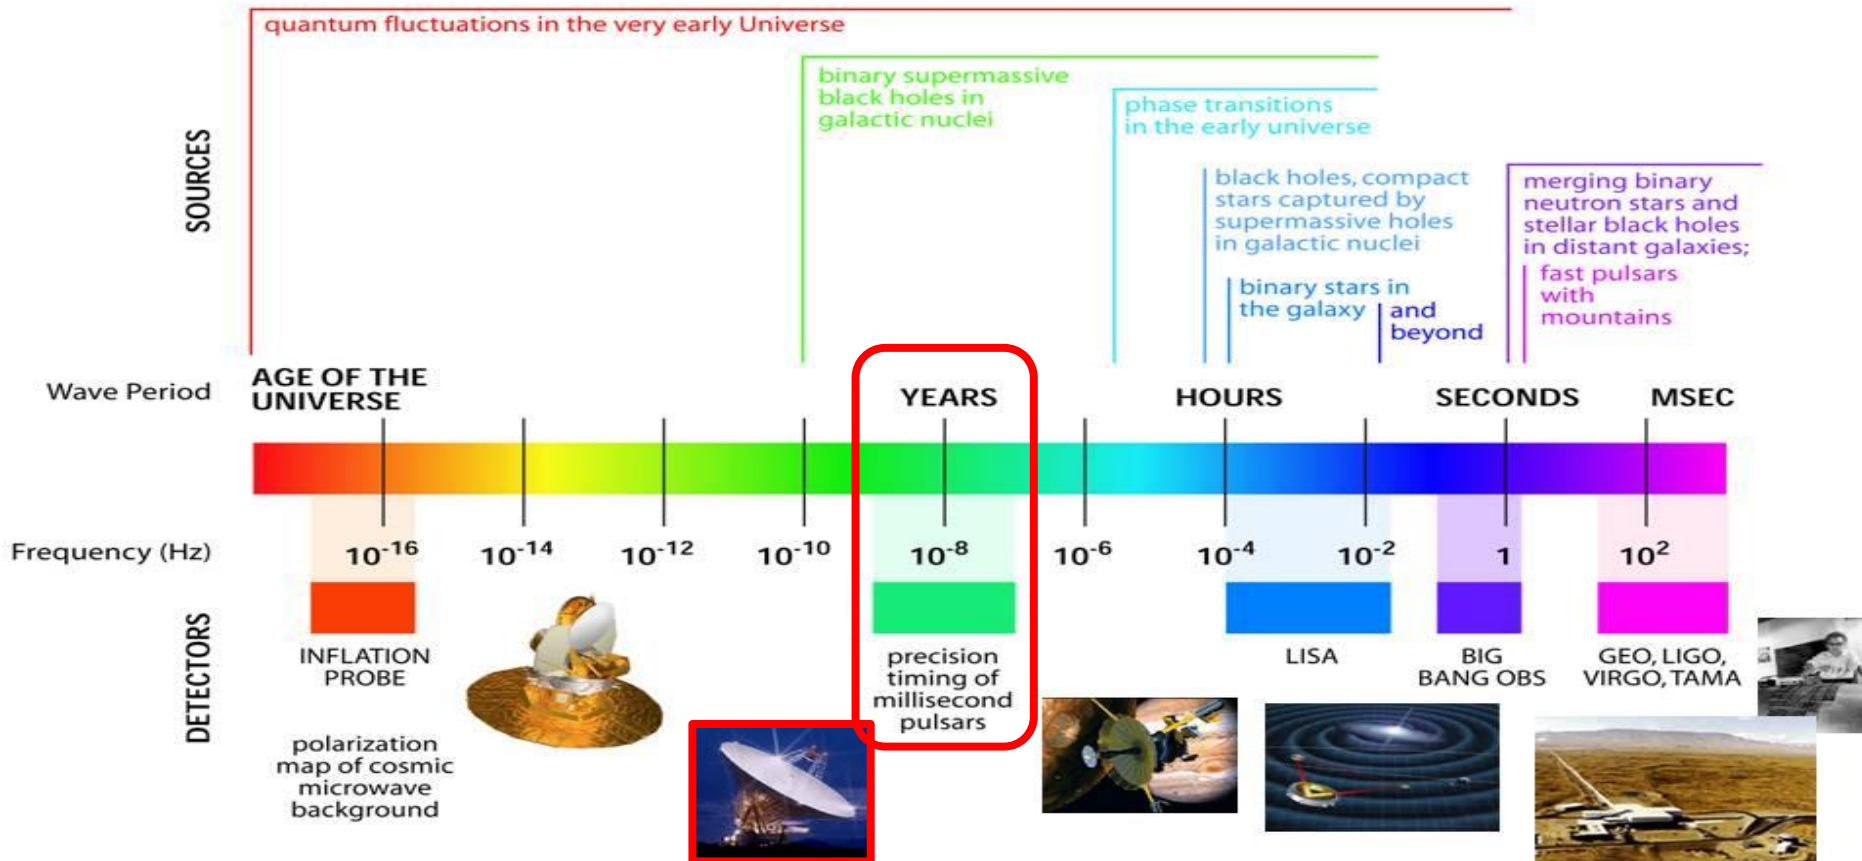 quantum fluctuations in the very early Universe
binary supermassive
black holes in
galactic nuclei
phase transitions
in the early universe
black holes, compact
stars captured by
supermassive holes
in galactic nuclei
merging binary
neutron stars and
stellar black holes
in distant galaxies;
binary stars in
the galaxy
and
beyond
fast pulsars
with
mountains
SOURCES
Wave Period
AGE OF THE
UNIVERSE
YEARS
HOURS
SECONDS
MSEC
Frequency (Hz)
10⁻¹⁶
10⁻¹⁴
10⁻¹²
10⁻¹⁰
10⁻⁸
10⁻⁶
10⁻⁴
10⁻²
1
10²
DETECTORS
INFLATION
PROBE
polarization
map of cosmic
microwave
background
precision
timing of
millisecond
pulsars
LISA
BIG
BANG OBS
GEO, LIGO,
VIRGO, TAMA